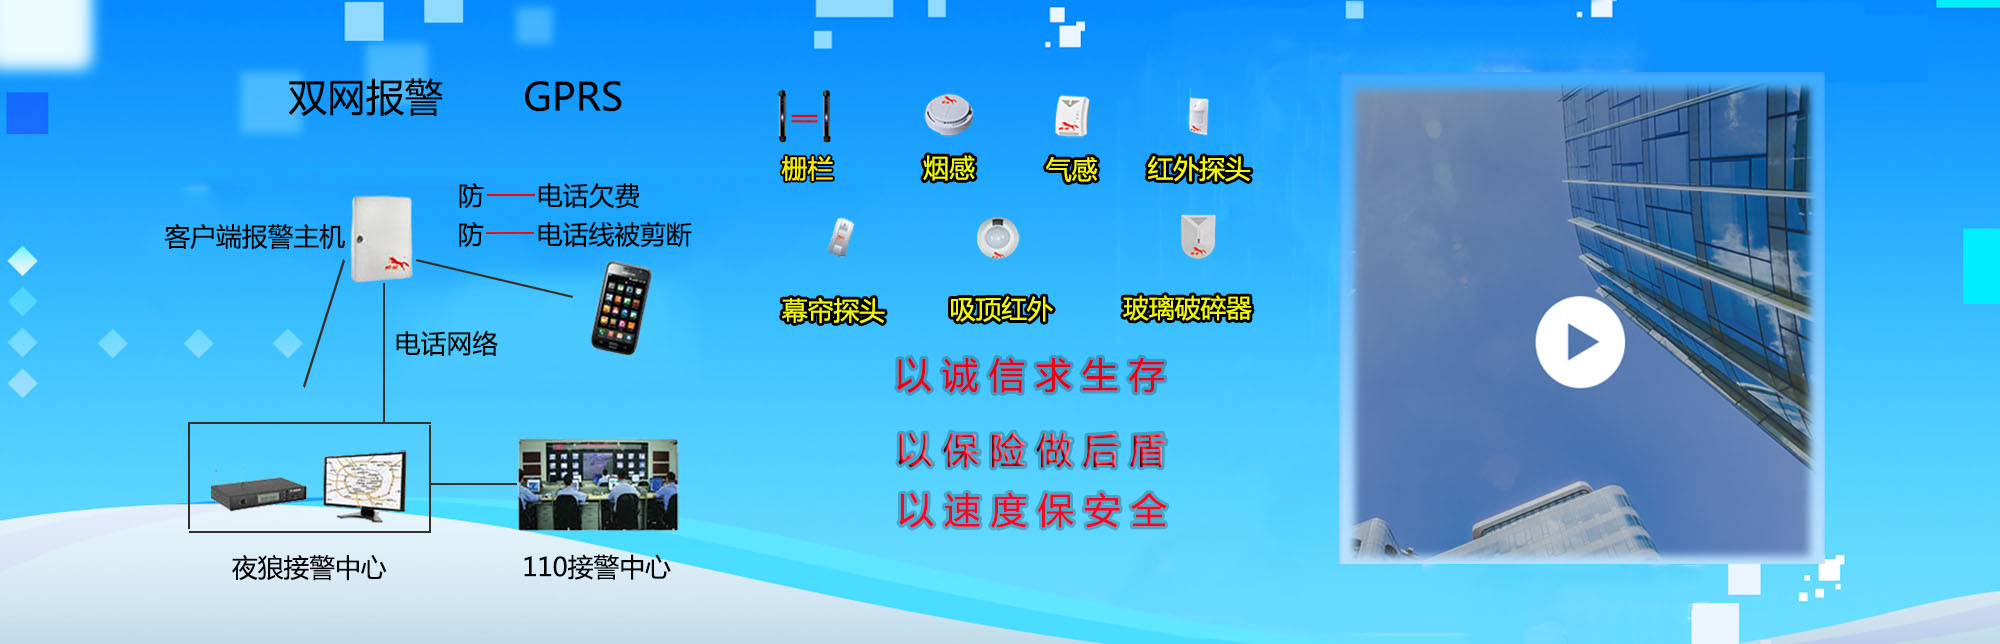 双网报警 GPRS
防——电话欠费
防——电话线被剪断
客户端报警主机
电话网络
夜狼接警中心
110接警中心
栅栏
烟感
气感
红外探头
幕帘探头
吸顶红外
玻璃破碎器
以诚信求生存
以保险做后盾
以速度保安全